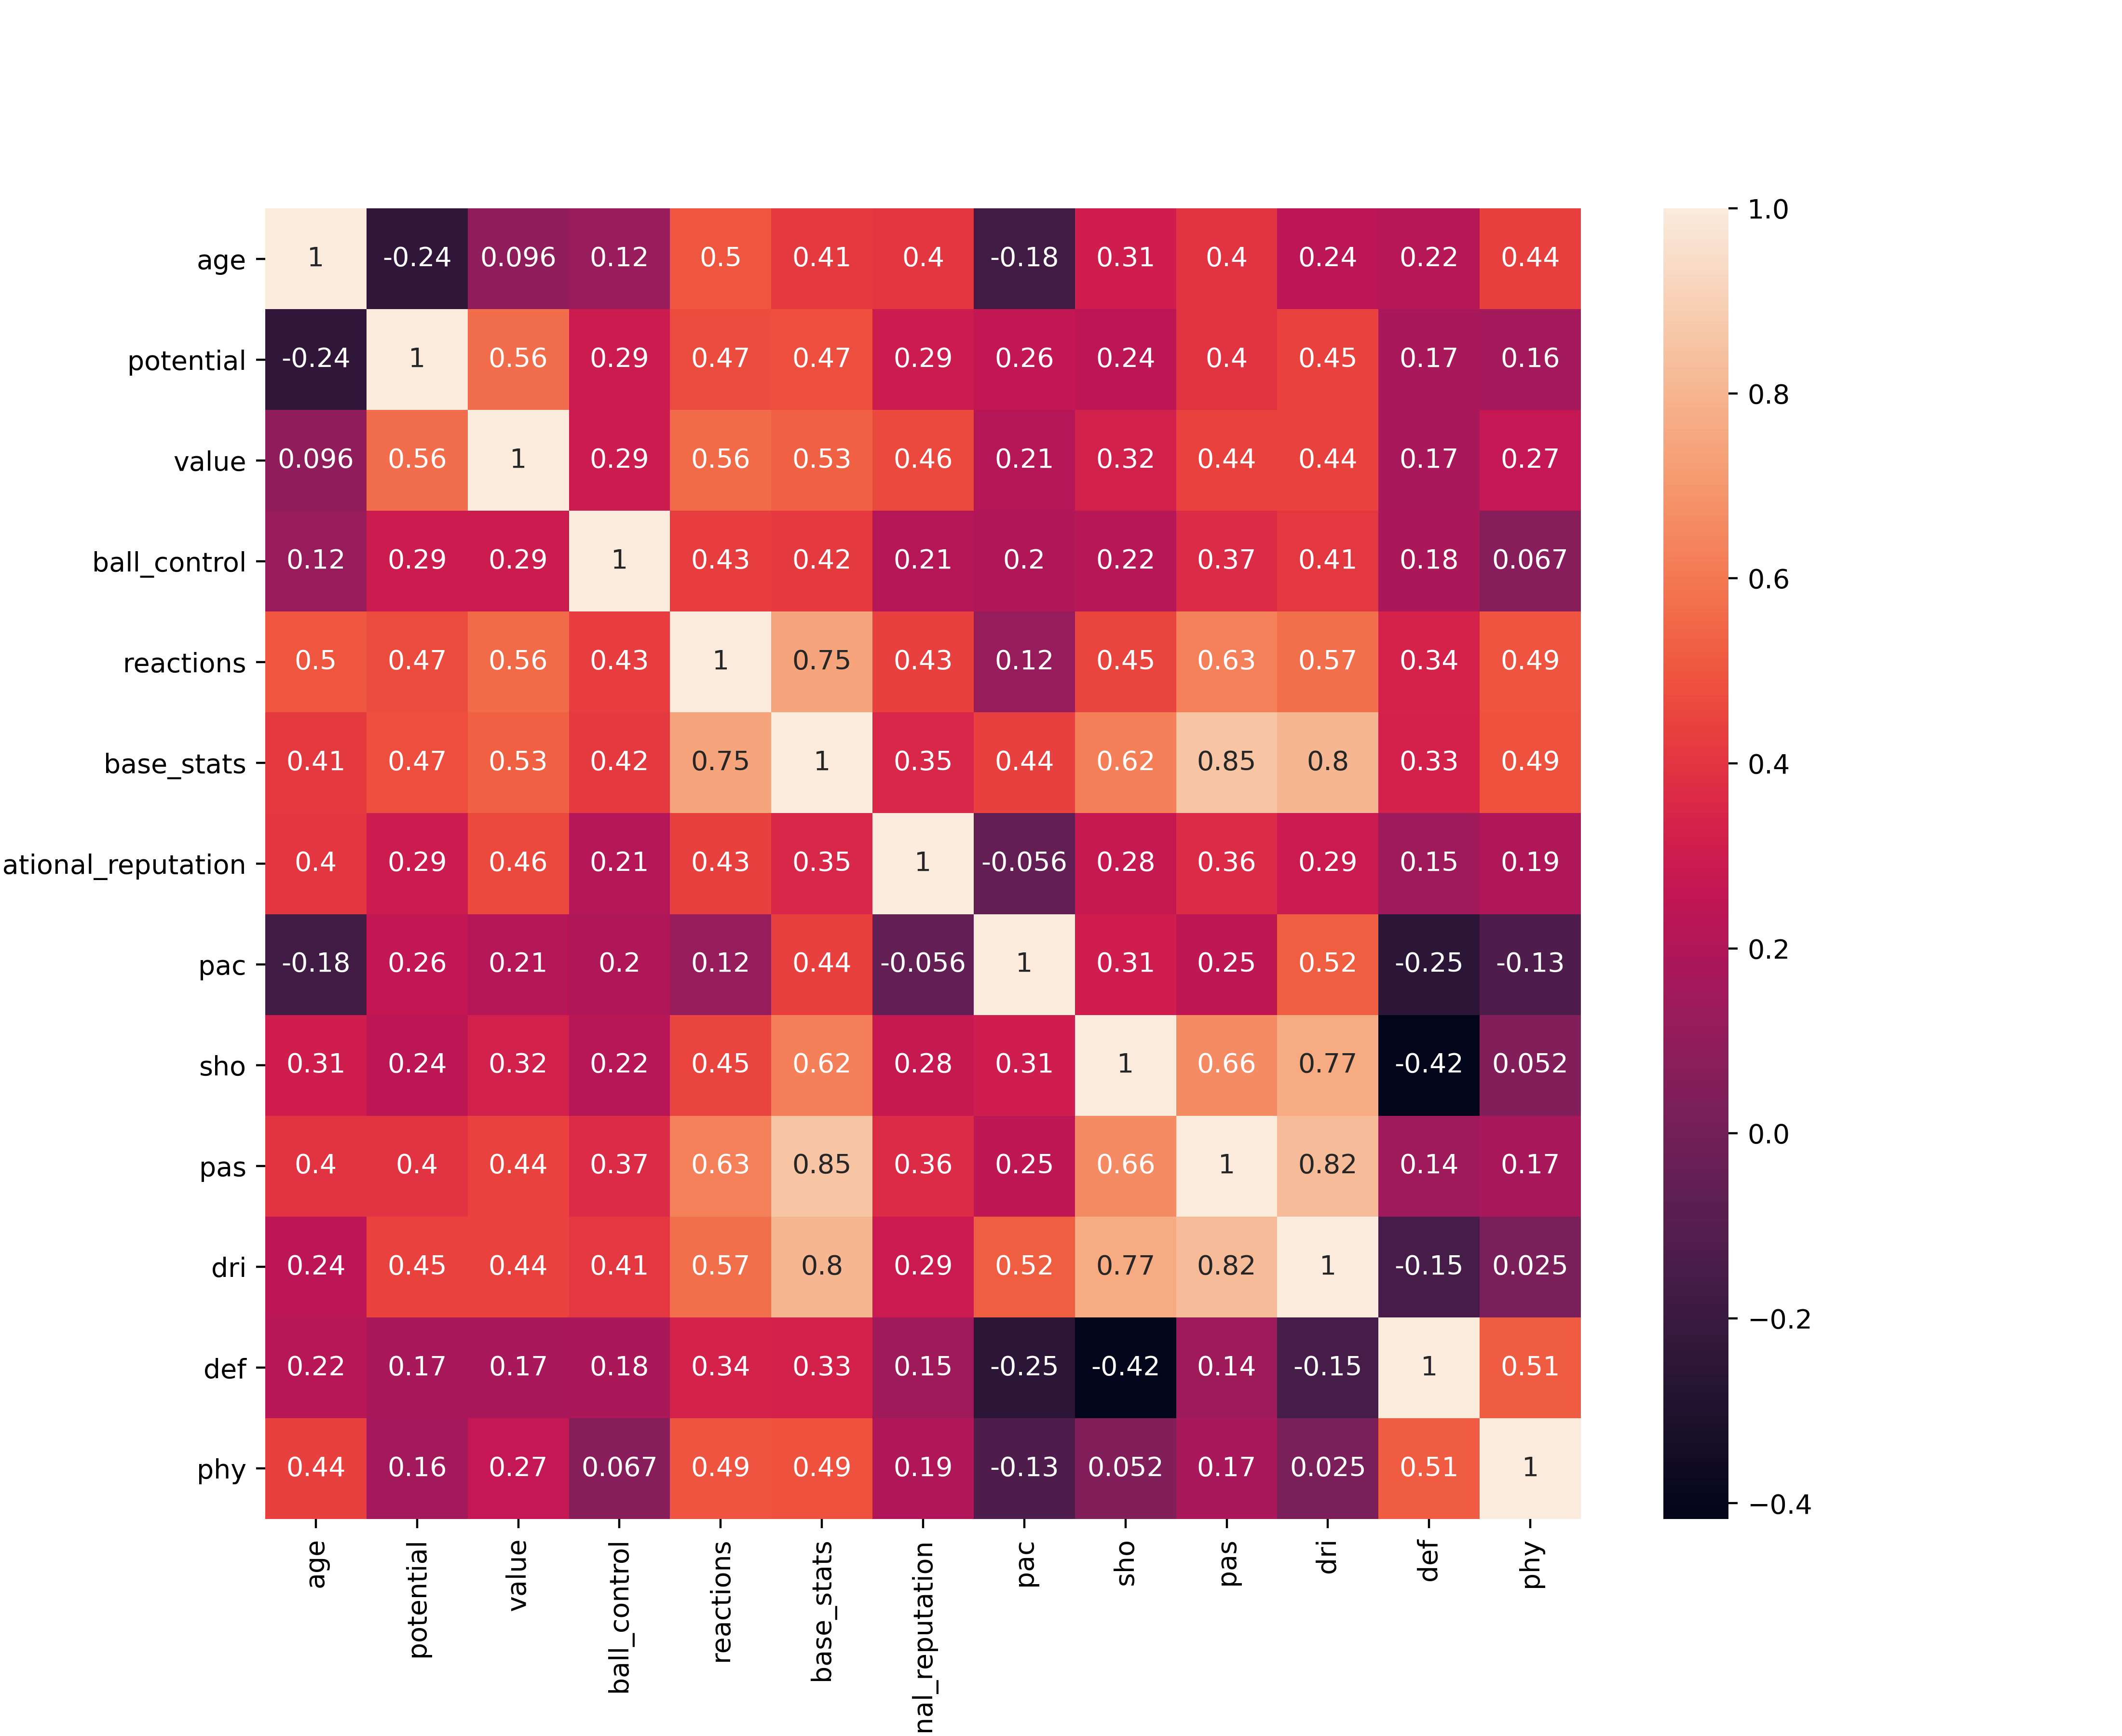 age 1 -0.24 0.096 0.12 0.5 0.41 0.4 -0.18 0.31 0.4 0.24 0.22 0.44
potential -0.24 1 0.56 0.29 0.47 0.47 0.29 0.26 0.24 0.4 0.45 0.17 0.16
value 0.096 0.56 1 0.29 0.56 0.53 0.46 0.21 0.32 0.44 0.44 0.17 0.27
ball_control 0.12 0.29 0.29 1 0.43 0.42 0.21 0.2 0.22 0.37 0.41 0.18 0.067
reactions 0.5 0.47 0.56 0.43 1 0.75 0.43 0.12 0.45 0.63 0.57 0.34 0.49
base_stats 0.41 0.47 0.53 0.42 0.75 1 0.35 0.44 0.62 0.85 0.8 0.33 0.49
ational_reputation 0.4 0.29 0.46 0.21 0.43 0.35 1 -0.056 0.28 0.36 0.29 0.15 0.19
pac -0.18 0.26 0.21 0.2 0.12 0.44 -0.056 1 0.31 0.25 0.52 -0.25 -0.13
sho 0.31 0.24 0.32 0.22 0.45 0.62 0.28 0.31 1 0.66 0.77 -0.42 0.052
pas 0.4 0.4 0.44 0.37 0.63 0.85 0.36 0.25 0.66 1 0.82 0.14 0.17
dri 0.24 0.45 0.44 0.41 0.57 0.8 0.29 0.52 0.77 0.82 1 -0.15 0.025
def 0.22 0.17 0.17 0.18 0.34 0.33 0.15 -0.25 -0.42 0.14 -0.15 1 0.51
phy 0.44 0.16 0.27 0.067 0.49 0.49 0.19 -0.13 0.052 0.17 0.025 0.51 1
age
potential
value
ball_control
reactions
base_stats
nal_reputation
pac
sho
pas
dri
def
phy
1.0
0.8
0.6
0.4
0.2
0.0
−0.2
−0.4